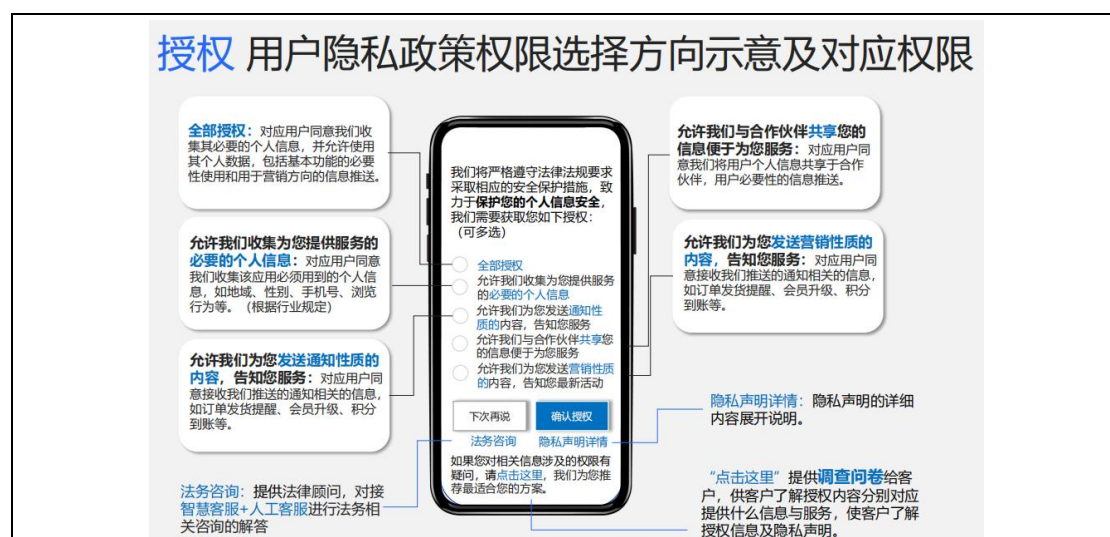 授权 用户隐私政策权限选择方向示意及对应权限
全部授权：对应用户同意我们收
集其必要的个人信息，并允许使用
其个人数据，包括基本功能的必要
性使用和用于营销方向的信息推送。
允许我们收集为您提供服务的
必要的个人信息：对应用户同意
我们收集该应用必须用到的个人信
息，如地域、性别、手机号、浏览
行为等。（根据行业规定）
允许我们为您发送通知性质的
内容，告知您服务：对应用户同
意接收我们推送的通知相关的信息，
如订单发货提醒、会员升级、积分
到账等。
法务咨询：提供法律顾问，对接
智慧客服+人工客服进行法务相
关咨询的解答
我们将严格遵守法律法规要求
采取相应的安全保护措施，致
力于保护您的个人信息安全，
我们需要获取您如下授权：
（可多选）
全部授权
允许我们收集为您提供服务
的必要的个人信息
允许我们为您发送通知性
质的内容，告知您服务
允许我们与合作伙伴共享您
的信息便于为您服务
允许我们为您发送营销性质
的内容，告知您最新活动
下次再说 确认授权
法务咨询 隐私声明详情
如果您对相关信息涉及的权限有
疑问，请点击这里，我们为您推
荐最适合您的方案。
允许我们与合作伙伴共享您的
信息便于为您服务：对应用户同
意我们将用户个人信息共享于合作
伙伴，用户必要性的信息推送。
允许我们为您发送营销性质的
内容，告知您服务：对应用户同
意接收我们推送的通知相关的信息，
如订单发货提醒、会员升级、积分
到账等。
隐私声明详情：隐私声明的详细
内容展开说明。
“点击这里”提供调查问卷给客
户，供客户了解授权内容分别对应
提供什么信息与服务，使客户了解
授权信息及隐私声明。